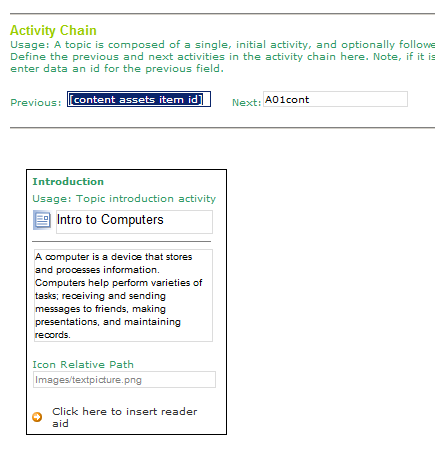 Activity Chain
Usage: A topic is composed of a single, initial activity, and optionally followe
Define the previous and next activities in the activity chain here. Note, if it is
enter data an id for the previous field.
Previous: [content assets item id] Next: A01cont
Introduction
Usage: Topic introduction activity
Intro to Computers
A computer is a device that stores
and processes information.
Computers help perform varieties of
tasks; receiving and sending
messages to friends, making
presentations, and maintaining
records.
Icon Relative Path
Images/textpicture.png
Click here to insert reader
aid